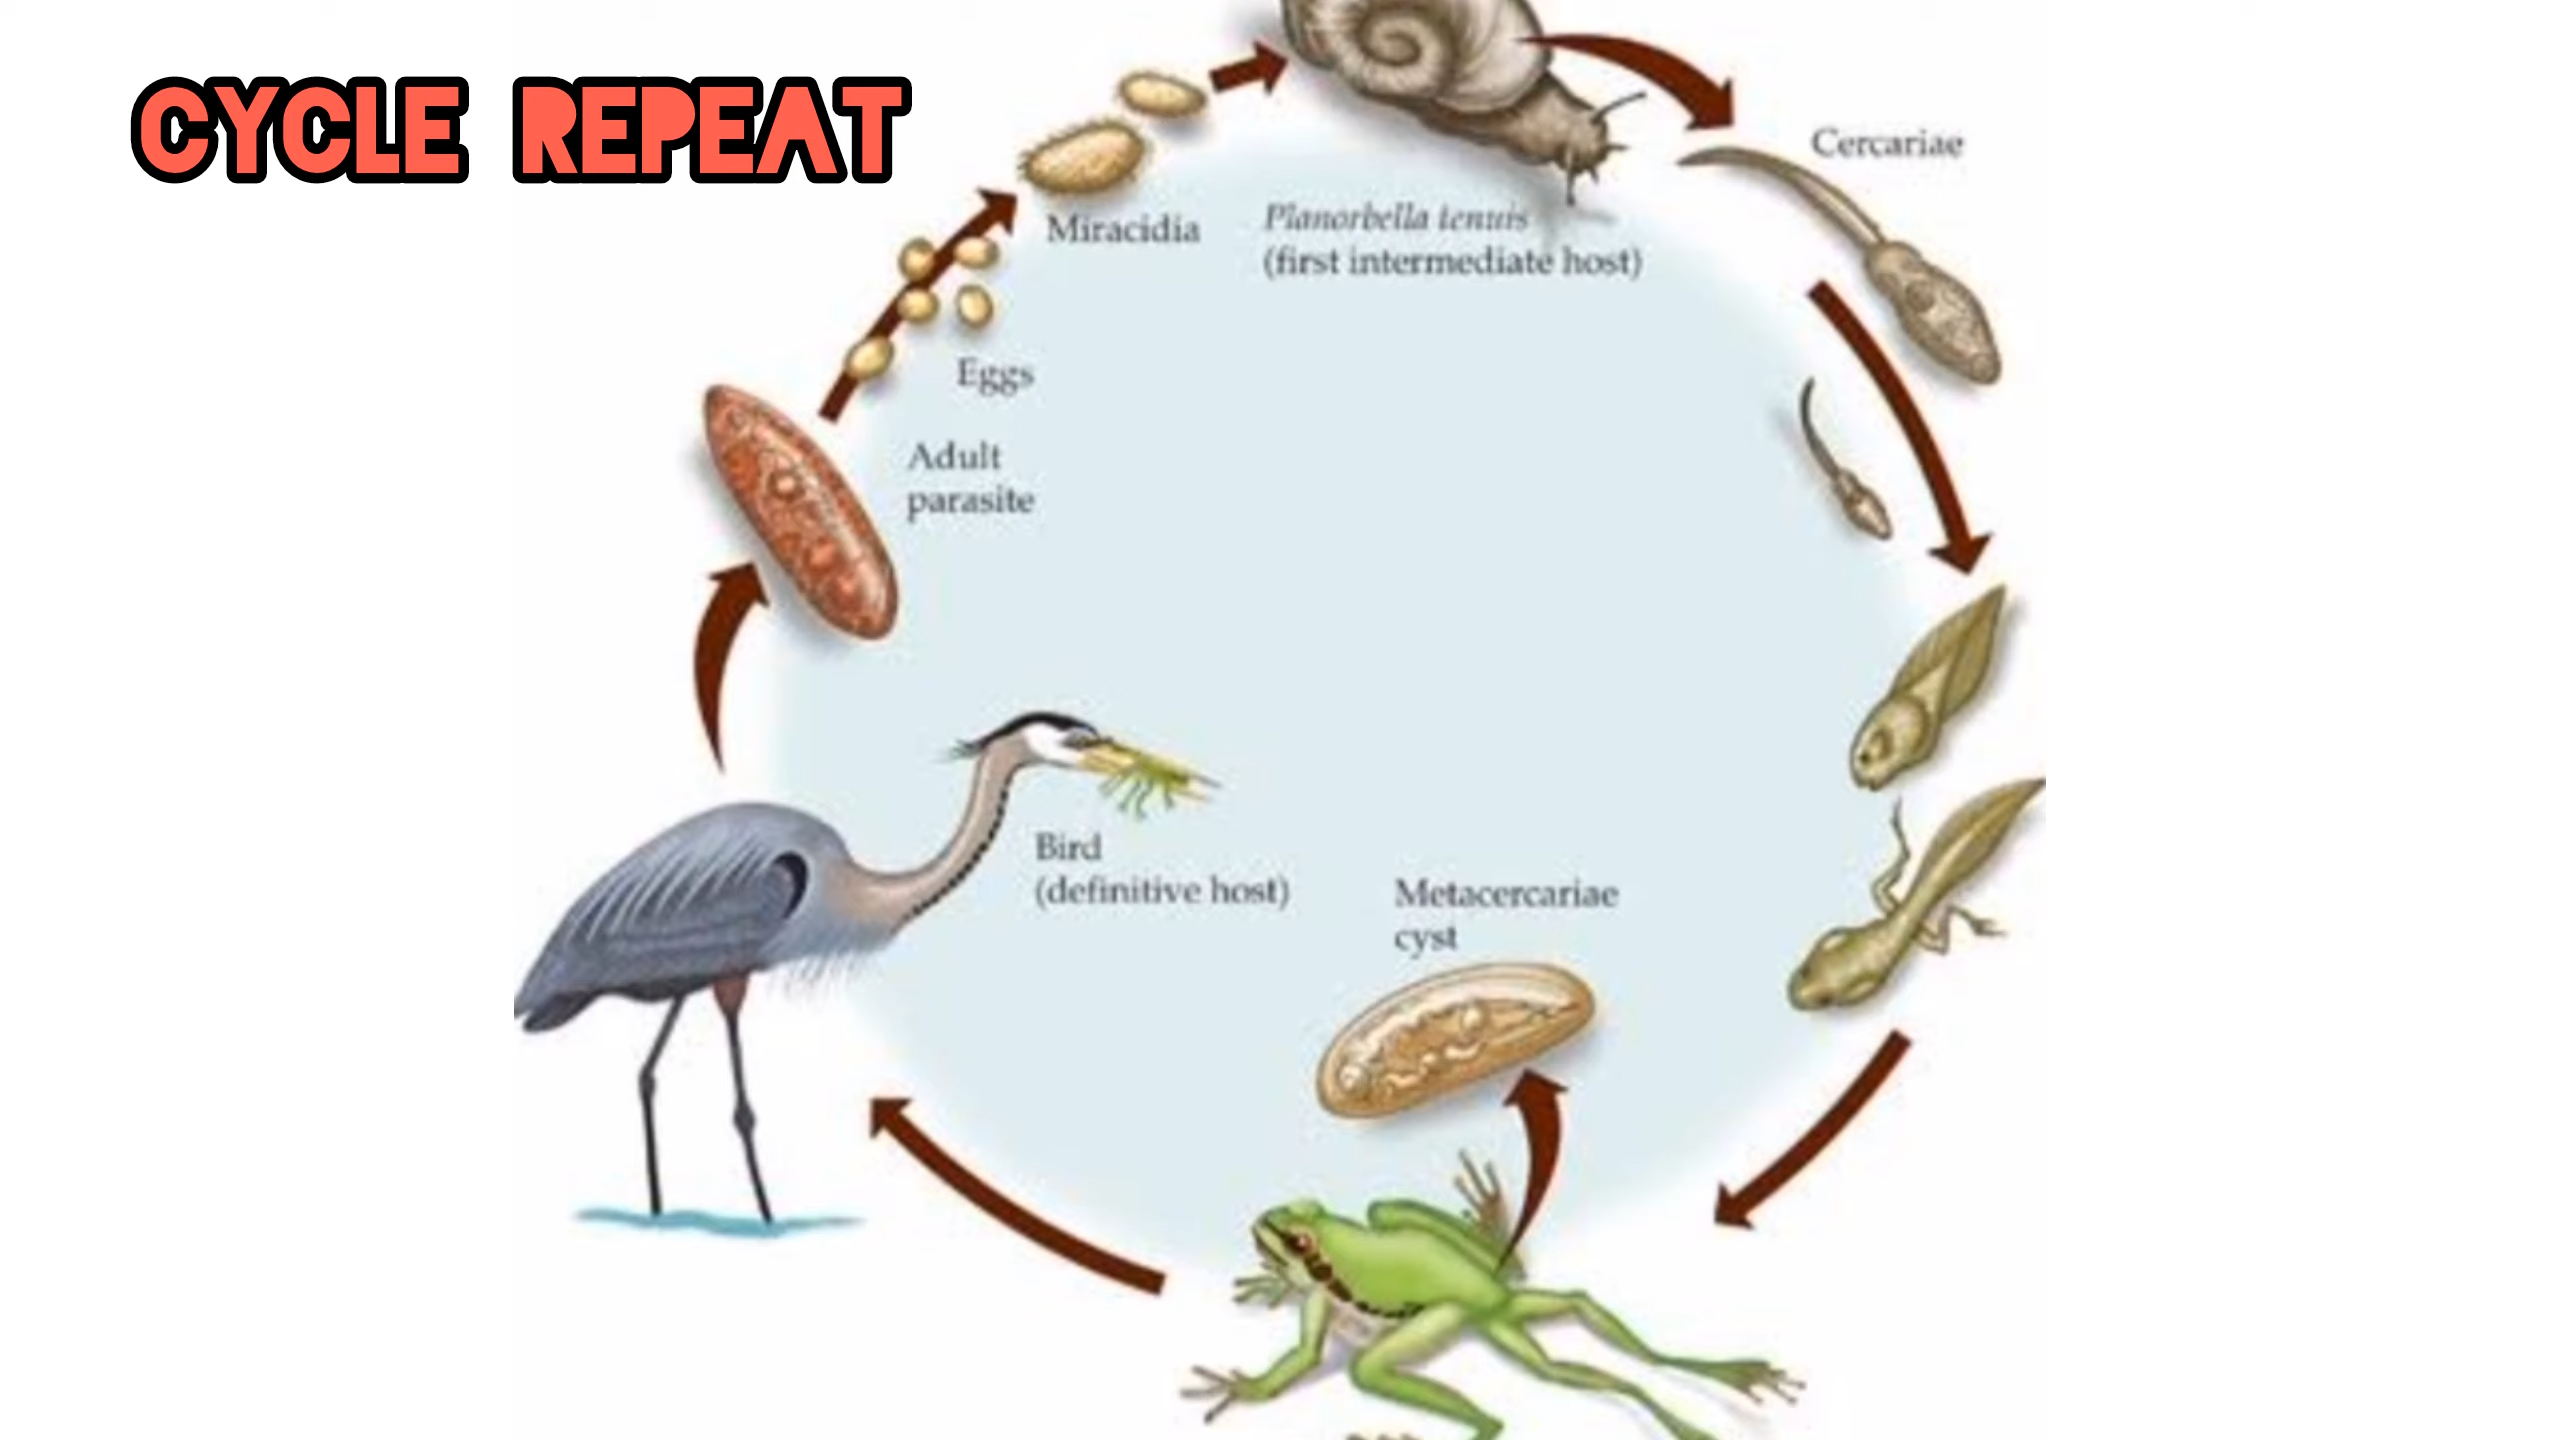 CYCLE REPEAT
Cercariae
Planorbella tenuis
(first intermediate host)
Miracidia
Eggs
Adult
parasite
Bird
(definitive host)
Metacercariae
cyst